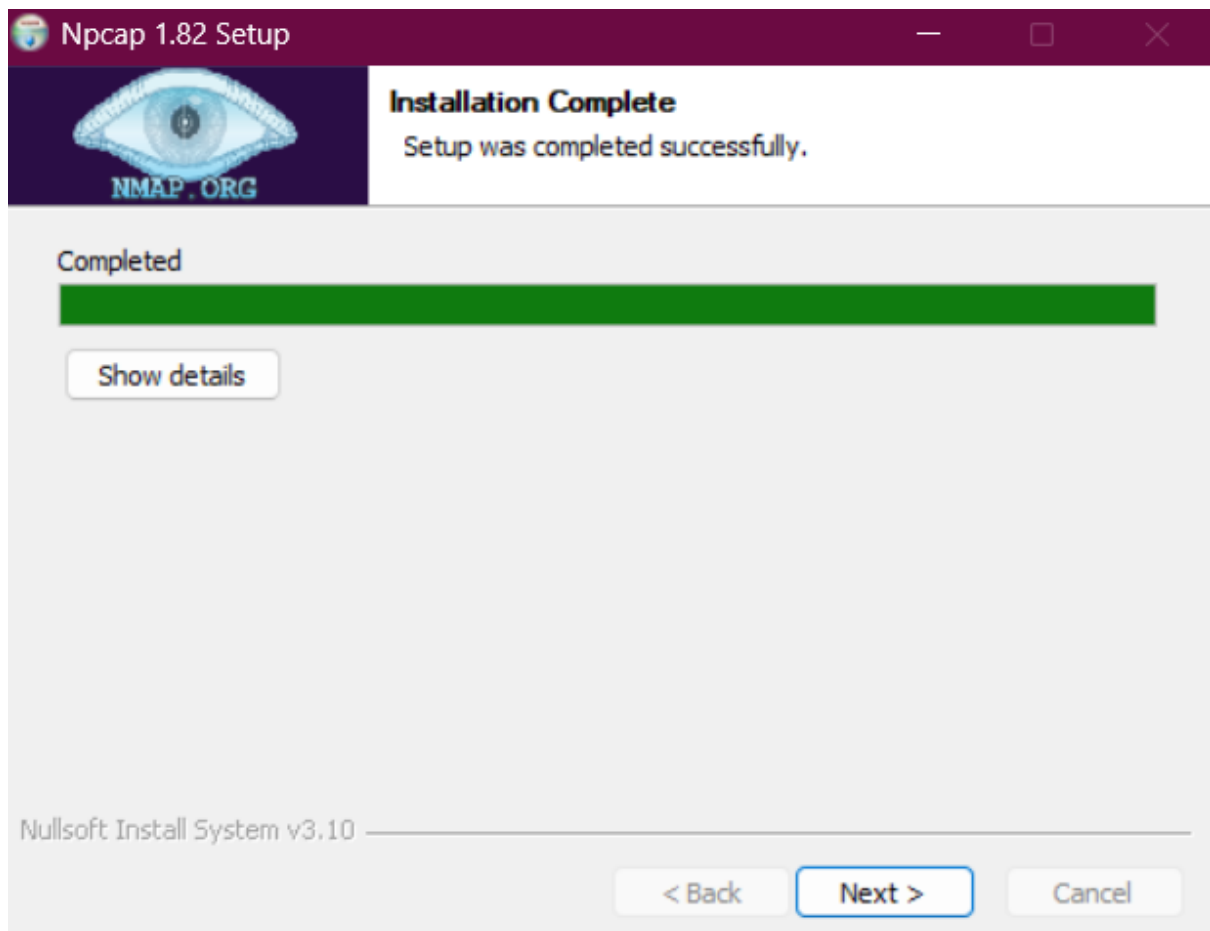 Npcap 1.82 Setup
NMAP.ORG
Installation Complete
Setup was completed successfully.
Completed
Show details
Nullsoft Install System v3.10
< Back
Next >
Cancel